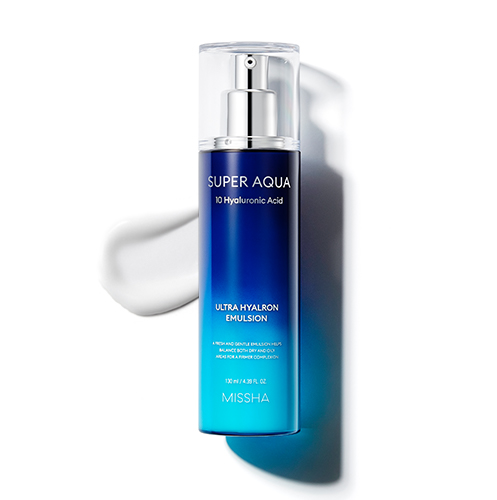 SUPER AQUA
10 Hyaluronic Acid
ULTRA HYALRON
EMULSION
A FRESH AND GENTLE EMULSION HELPS
BALANCE BOTH DRY AND OILY
AREAS FOR A FIRMER COMPLEXION
130 ml / 4.39 FL. OZ
MISSHA